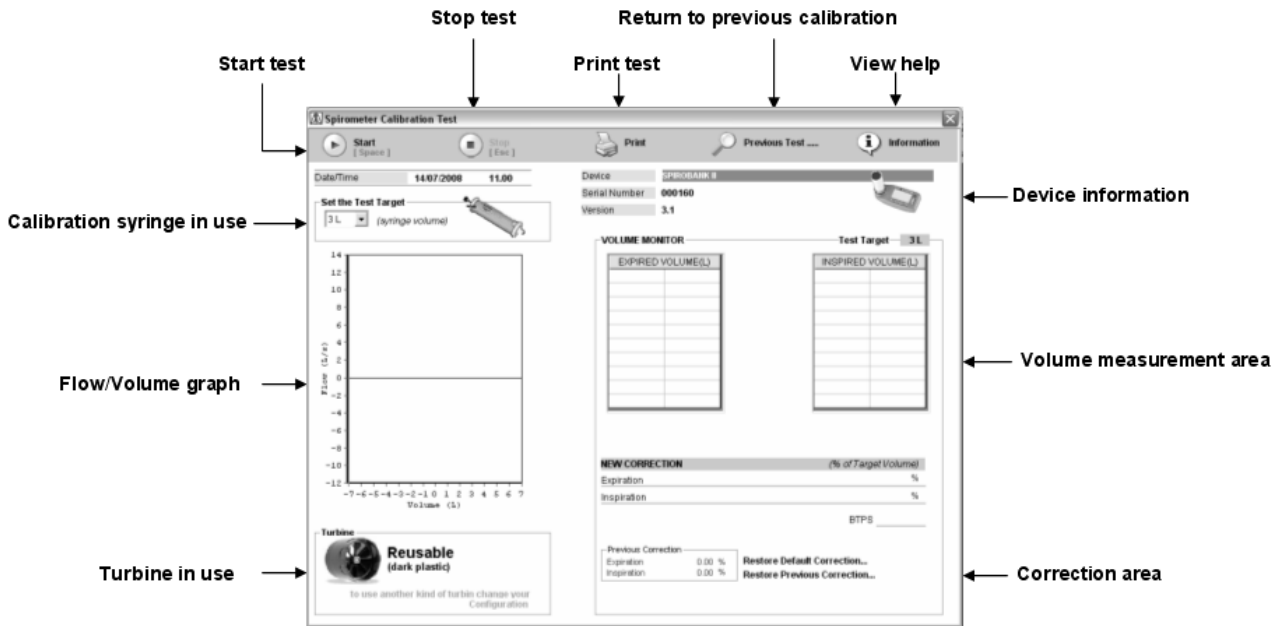 Stop test
Return to previous calibration
Start test
Print test
View help
Spirometer Calibration Test
Start
[ Space ]
Stop
[ Esc ]
Print
Previous Test ....
Information
Date/Time 14/07/2008 11.00
Device SPIROBANK II
Serial Number 000160
Version 3.1
Device information
Set the Test Target
3 L (syringe volume)
Calibration syringe in use
VOLUME MONITOR Test Target 3 L
EXPIRED VOLUME(L) INSPIRED VOLUME(L)
14
12
10
8
6
4
2
0
-2
-4
-6
-8
-10
-12
Flow (L/s)
-7 -6 -5 -4 -3 -2 -1 0 1 2 3 4 5 6 7
Volume (L)
Flow/Volume graph
Volume measurement area
NEW CORRECTION (% of Target Volume)
Expiration %
Inspiration %
BTPS
Turbine
Reusable
(dark plastic)
to use another kind of turbin change your
Configuration
Turbine in use
Previous Correction
Expiration 0.00 %
Inspiration 0.00 %
Restore Default Correction...
Restore Previous Correction...
Correction area